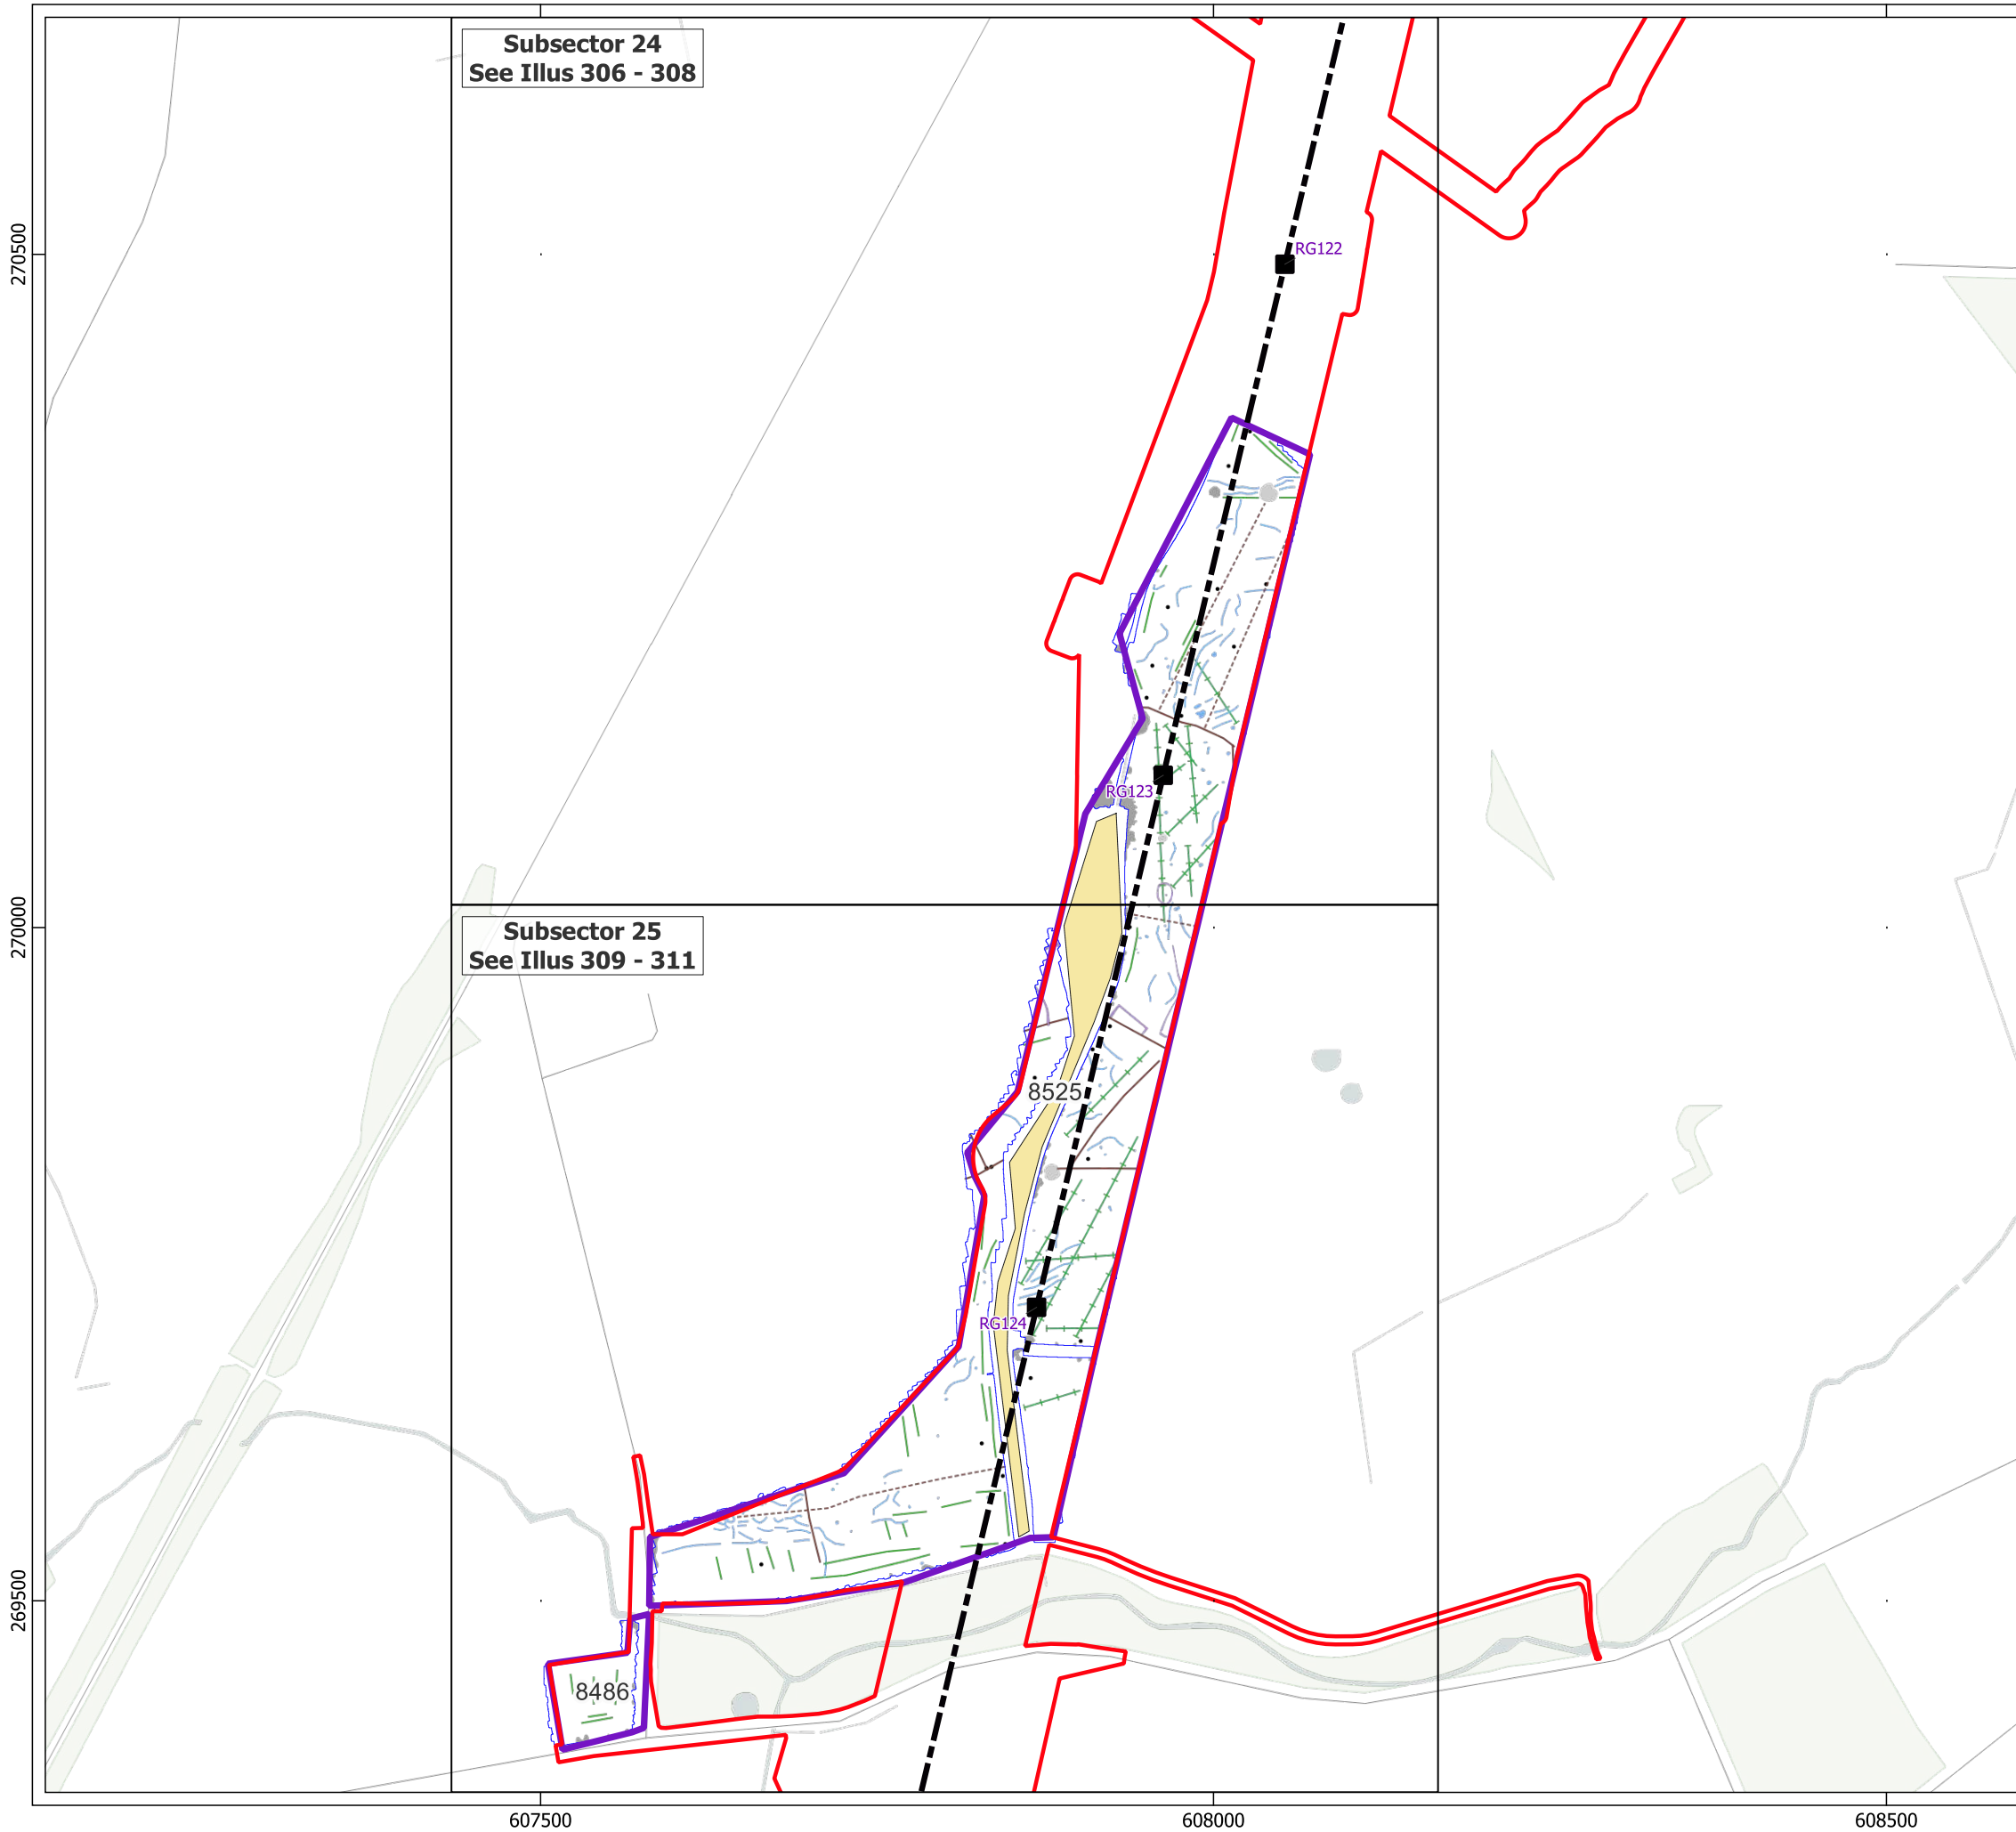 Subsector 24
See Illus 306 - 308
270500
RG122
RG123
270000
Subsector 25
See Illus 309 - 311
8525
RG124
269500
8486
607500
608000
608500